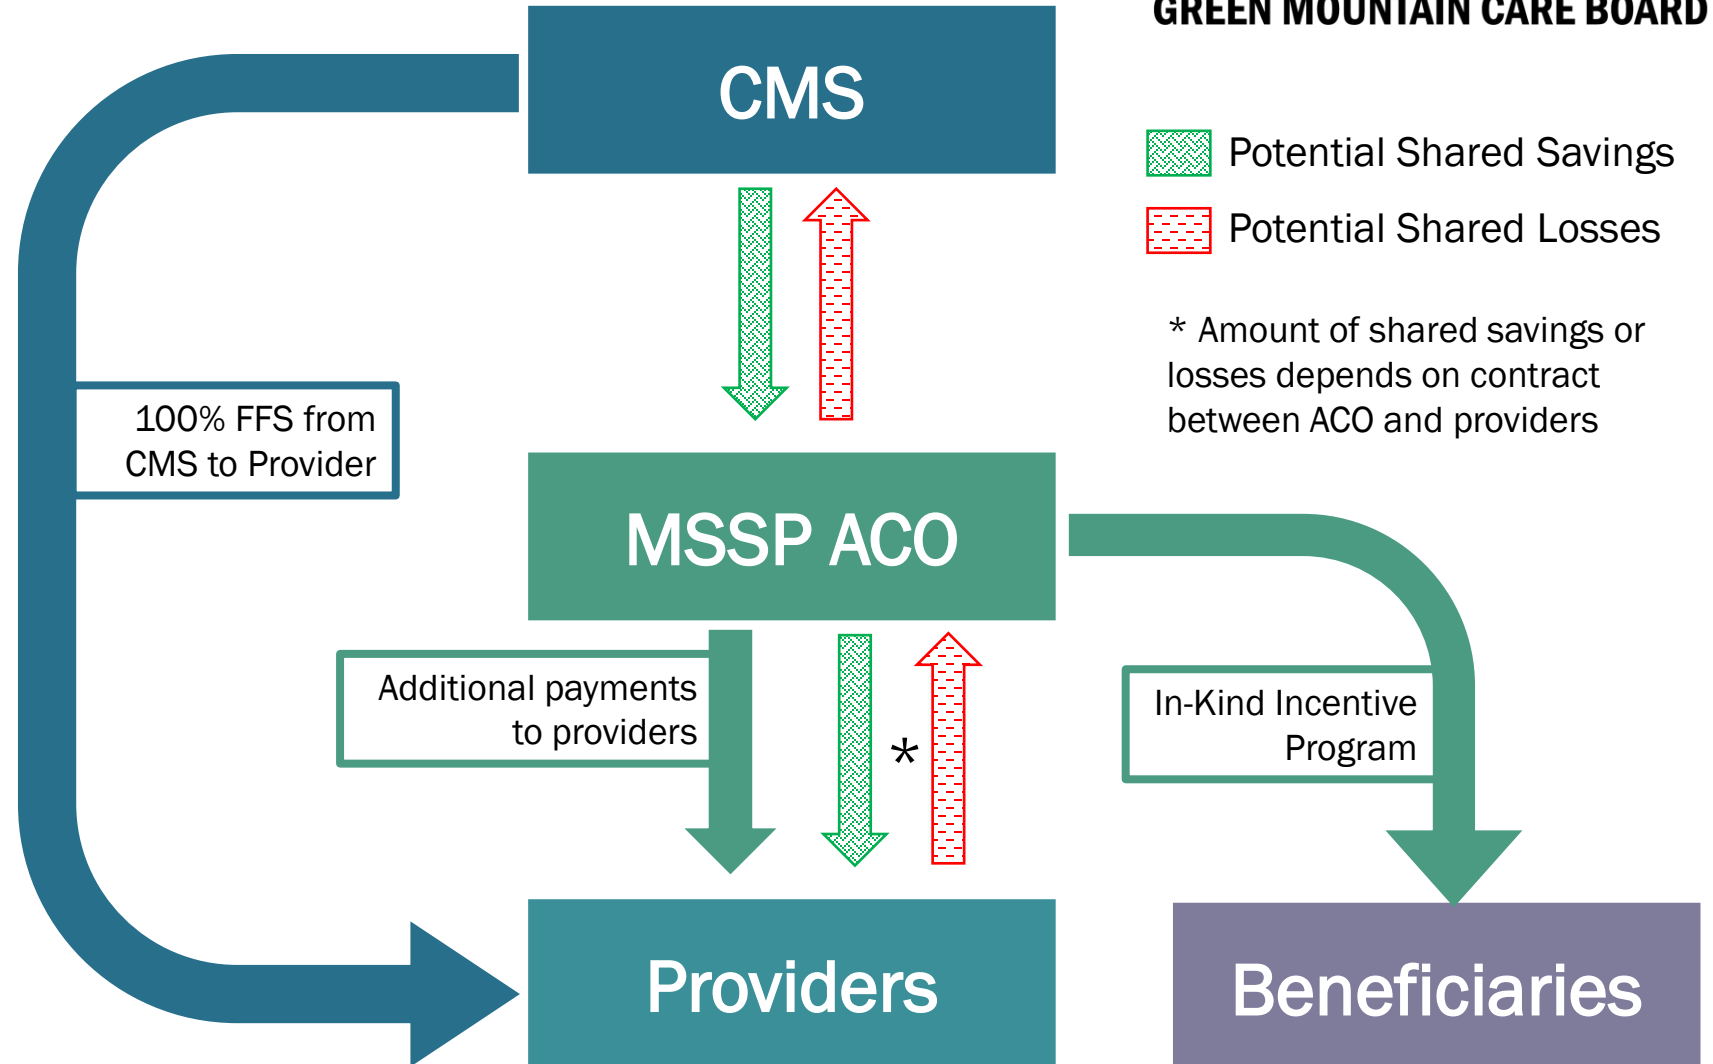 GREEN MOUNTAIN CARE BOARD
CMS
Potential Shared Savings
Potential Shared Losses
* Amount of shared savings or
losses depends on contract
between ACO and providers
100% FFS from
CMS to Provider
MSSP ACO
Additional payments
to providers
*
In-Kind Incentive
Program
Providers
Beneficiaries